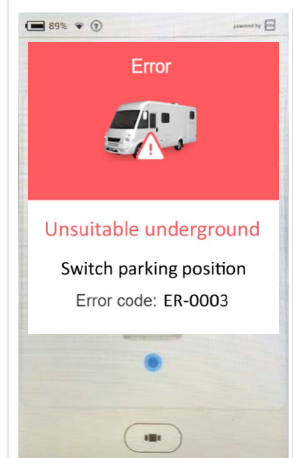 89%
powered by
Error
Unsuitable underground
Switch parking position
Error code: ER-0003